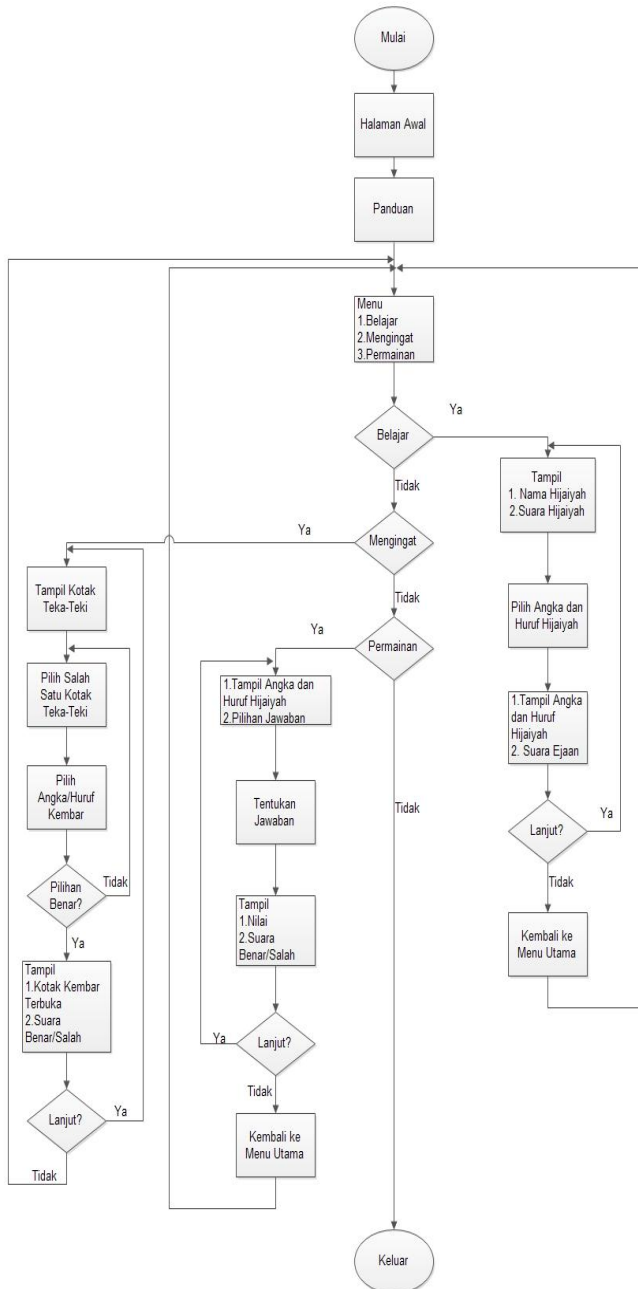 Mulai
Halaman Awal
Panduan
Menu
1.Belajar
2.Mengingat
3.Permainan
Belajar
Ya
Tidak
Tampil
1. Nama Hijaiyah
2.Suara Hijaiyah
Pilih Angka dan
Huruf Hijaiyah
1.Tampil Angka
dan Huruf
Hijaiyah
2. Suara Ejaan
Lanjut?
Ya
Tidak
Kembali ke
Menu Utama
Mengingat
Ya
Tidak
Tampil Kotak
Teka-Teki
Pilih Salah
Satu Kotak
Teka-Teki
Pilih
Angka/Huruf
Kembar
Pilihan
Benar?
Tidak
Ya
Tampil
1.Kotak Kembar
Terbuka
2.Suara
Benar/Salah
Lanjut?
Ya
Tidak
Permainan
Ya
Tidak
1.Tampil Angka dan
Huruf Hijaiyah
2.Pilihan Jawaban
Tentukan
Jawaban
Tampil
1.Nilai
2.Suara
Benar/Salah
Lanjut?
Ya
Tidak
Kembali ke
Menu Utama
Keluar